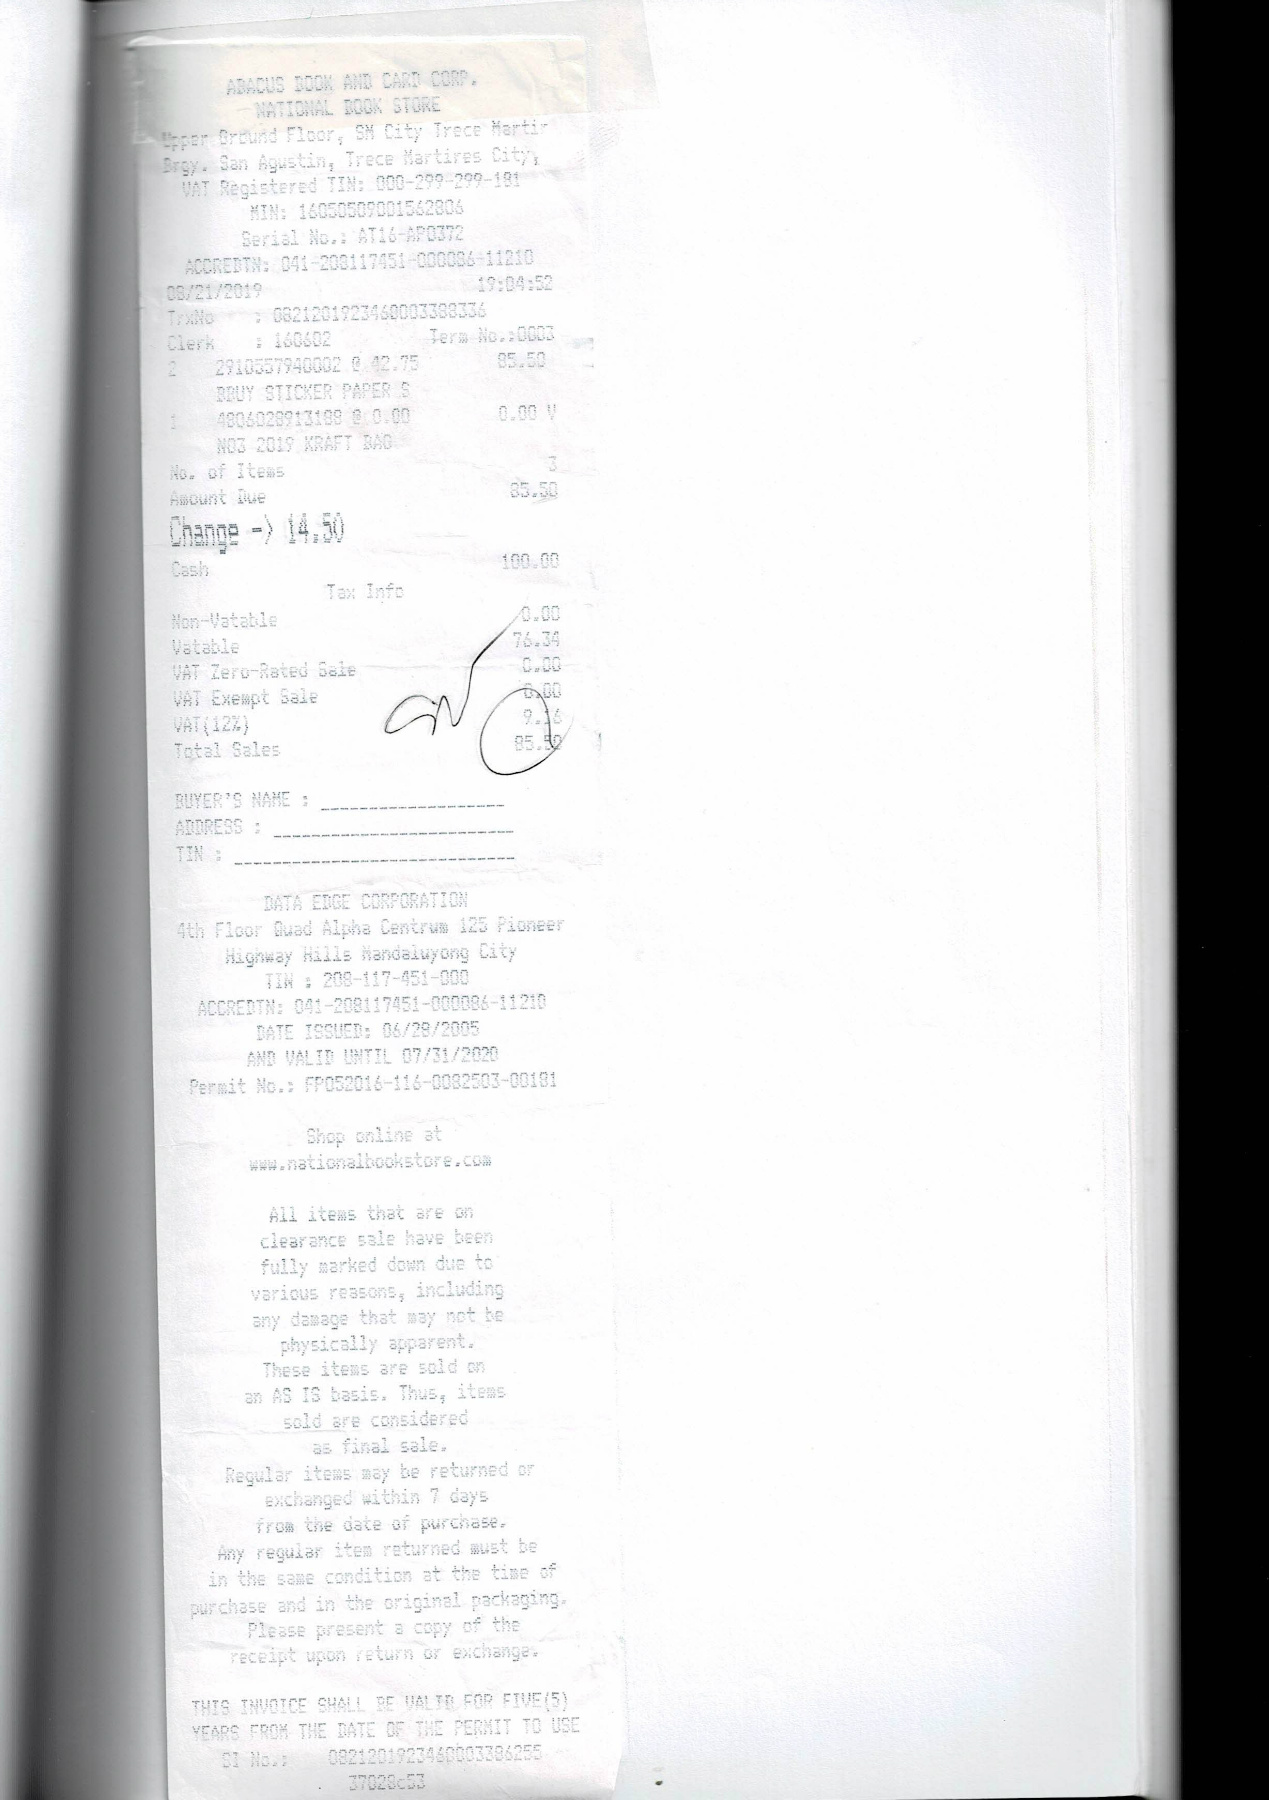 ABACUS BOOK AND CARD CORP.
NATIONAL BOOK STORE
Upper Ground Floor, SM City Trece Martir
Brgy. San Agustin, Trece Martires City,
VAT Registered TIN: 000-299-299-181
MIN: 16050509001562806
Serial No.: AT16-AP0372
ACCREDTN: 041-208117451-000086-11210
08/21/2019 19:04:52
TrxNo : 0821201923460003388336
Clerk : 160602 Term No.:0003
2 2910557940002 @ 42.75 85.50
BBUY STICKER PAPER S
1 4806028913188 @ 0.00 0.00 V
NO3 2019 KRAFT BAG
No. of Items 3
Amount Due 85.50
Change -> 14.50
Cash 100.00
Tax Info
Non-Vatable 0.00
Vatable 76.34
VAT Zero-Rated Sale 0.00
VAT Exempt Sale 0.00
VAT(12%) 9.16
Total Sales 85.50
BUYER'S NAME : ____________________
ADDRESS : __________________________
TIN : ______________________________
DATA EDGE CORPORATION
4th Floor Quad Alpha Centrum 125 Pioneer
Highway Hills Mandaluyong City
TIN : 208-117-451-000
ACCREDTN: 041-208117451-000086-11210
DATE ISSUED: 06/28/2005
AND VALID UNTIL 07/31/2020
Permit No.: FP052016-116-0082503-00181
Shop online at
www.nationalbookstore.com
All items that are on
clearance sale have been
fully marked down due to
various reasons, including
any damage that may not be
physically apparent.
These items are sold on
an AS IS basis. Thus, items
sold are considered
as final sale.
Regular items may be returned or
exchanged within 7 days
from the date of purchase.
Any regular item returned must be
in the same condition at the time of
purchase and in the original packaging.
Please present a copy of the
receipt upon return or exchange.
THIS INVOICE SHALL BE VALID FOR FIVE(5)
YEARS FROM THE DATE OF THE PERMIT TO USE
SI No.: 0821201923460003386255
37028c53